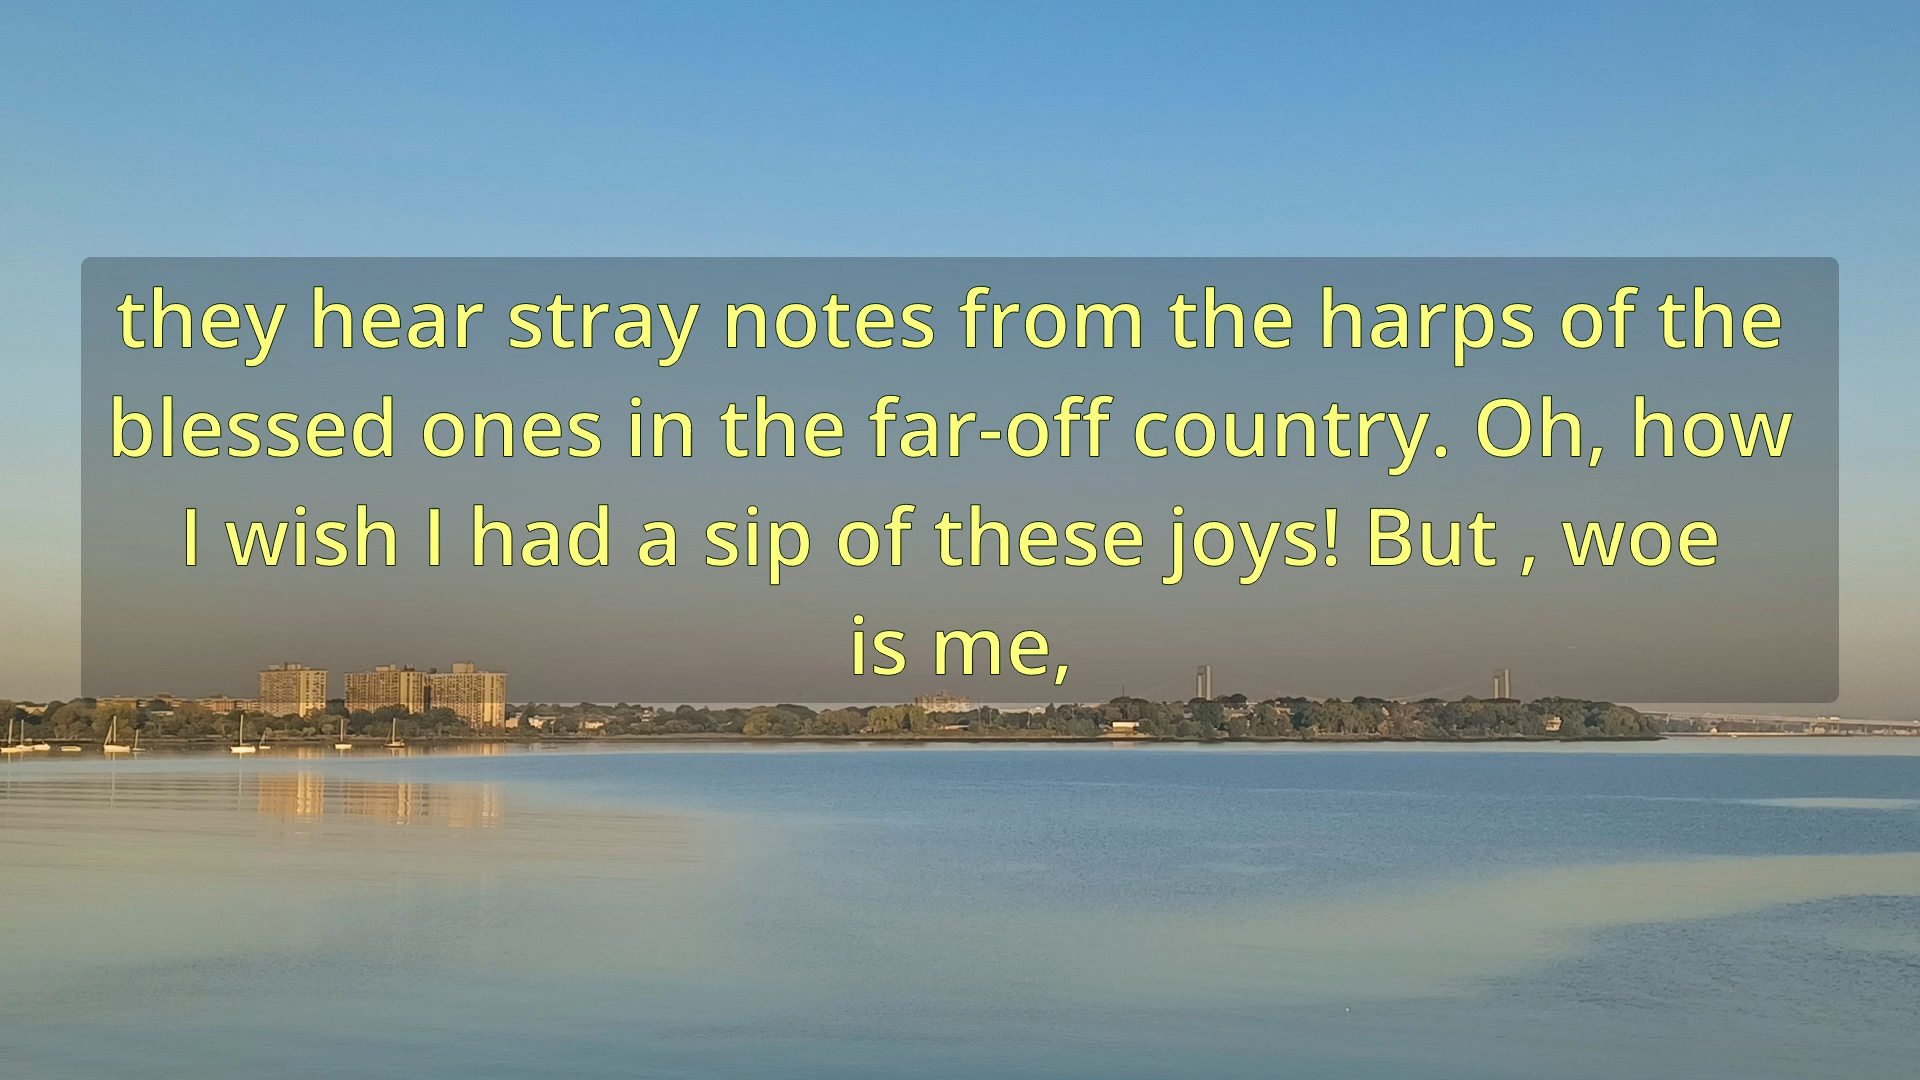 they hear stray notes from the harps of the
blessed ones in the far-off country. Oh, how
I wish I had a sip of these joys! But , woe
is me,